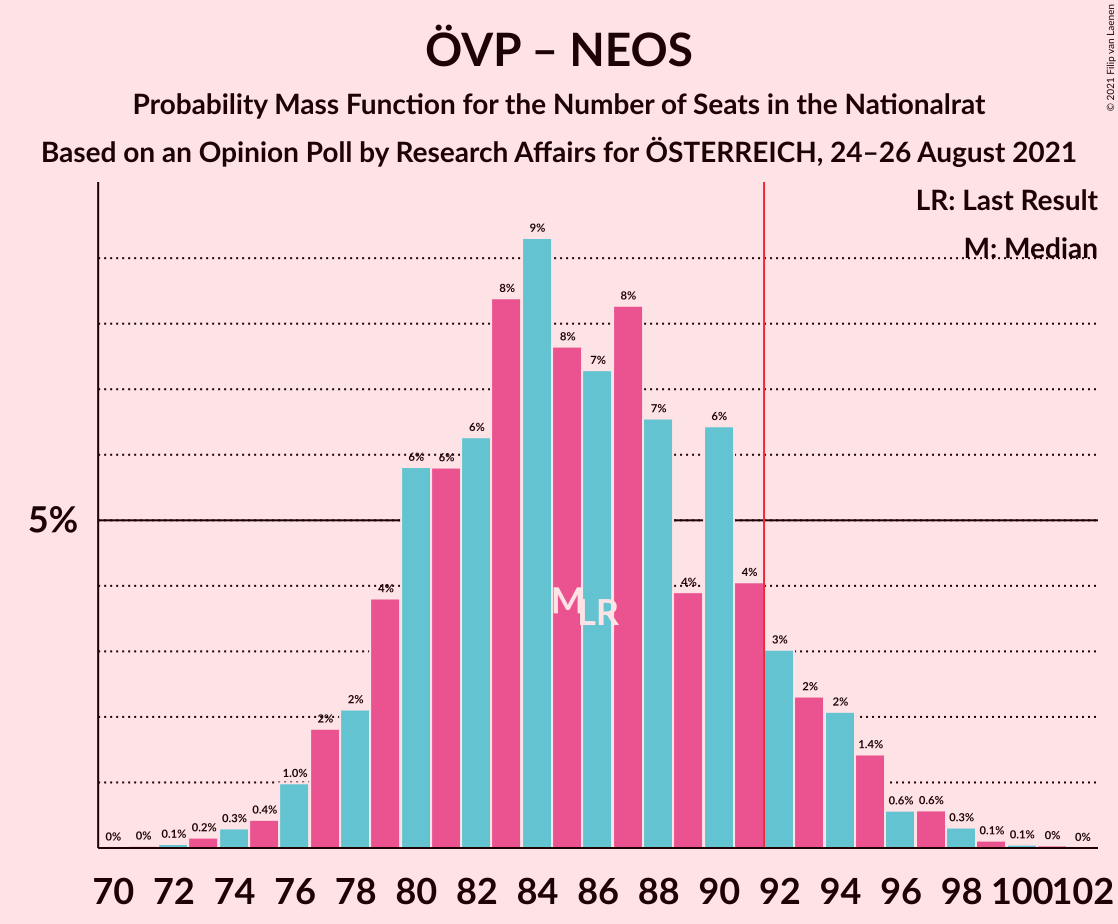 ÖVP – NEOS
Probability Mass Function for the Number of Seats in the Nationalrat
Based on an Opinion Poll by Research Affairs for ÖSTERREICH, 24–26 August 2021
© 2021 Filip van Laenen
LR: Last Result
M: Median
5%
0% 0% 0.1% 0.2% 0.3% 0.4% 1.0% 2% 2% 4% 6% 6% 6% 8% 9% 8% 7% 8% 7% 4% 6% 4% 3% 2% 2% 1.4% 0.6% 0.6% 0.3% 0.1% 0.1% 0% 0%
M LR
70 72 74 76 78 80 82 84 86 88 90 92 94 96 98 100 102